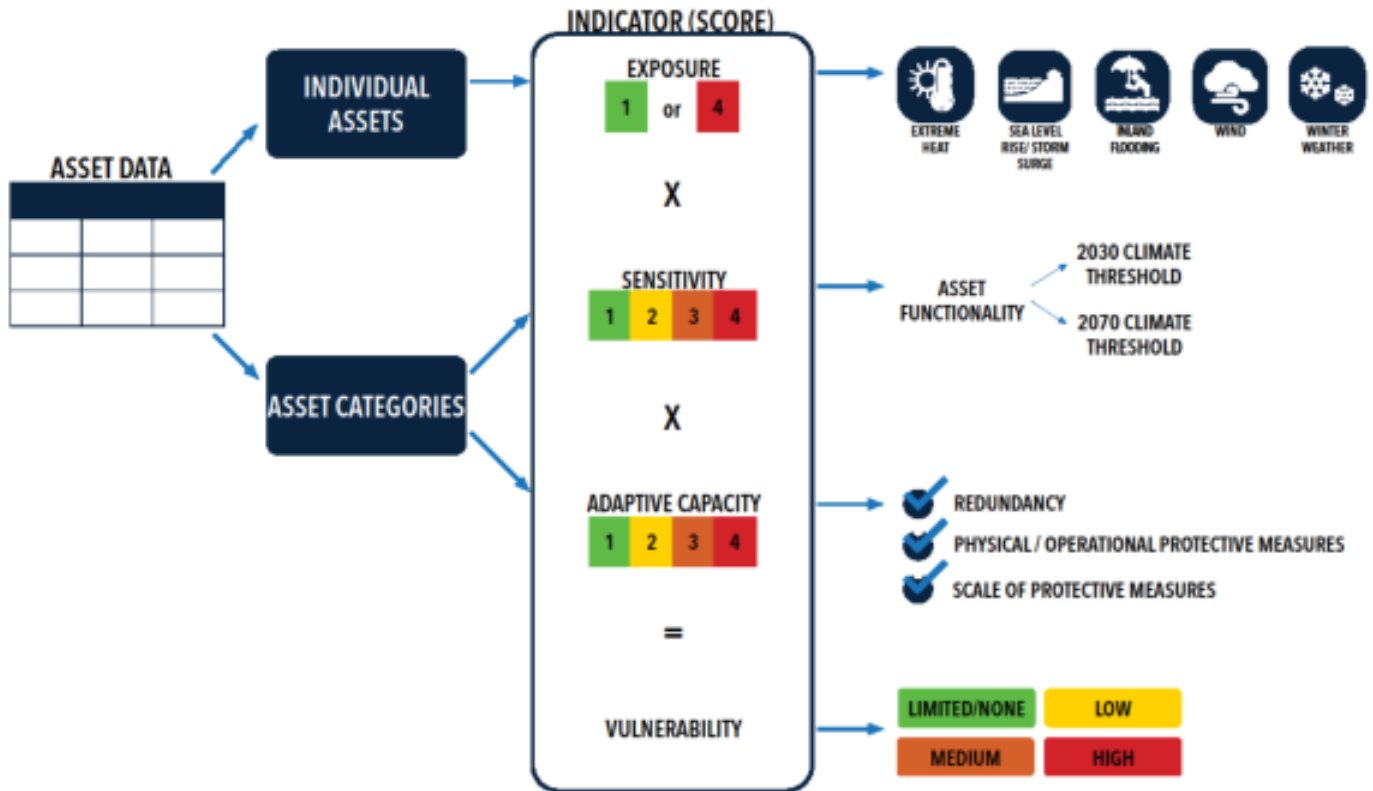 INDICATOR (SCORE)
ASSET DATA
INDIVIDUAL
ASSETS
ASSET CATEGORIES
EXPOSURE
1 or 4
X
SENSITIVITY
1 2 3 4
X
ADAPTIVE CAPACITY
1 2 3 4
=
VULNERABILITY
EXTREME
HEAT
SEA LEVEL
RISE/ STORM
SURGE
INLAND
FLOODING
WIND
WINTER
WEATHER
ASSET
FUNCTIONALITY
2030 CLIMATE
THRESHOLD
2070 CLIMATE
THRESHOLD
REDUNDANCY
PHYSICAL / OPERATIONAL PROTECTIVE MEASURES
SCALE OF PROTECTIVE MEASURES
LIMITED/NONE
LOW
MEDIUM
HIGH